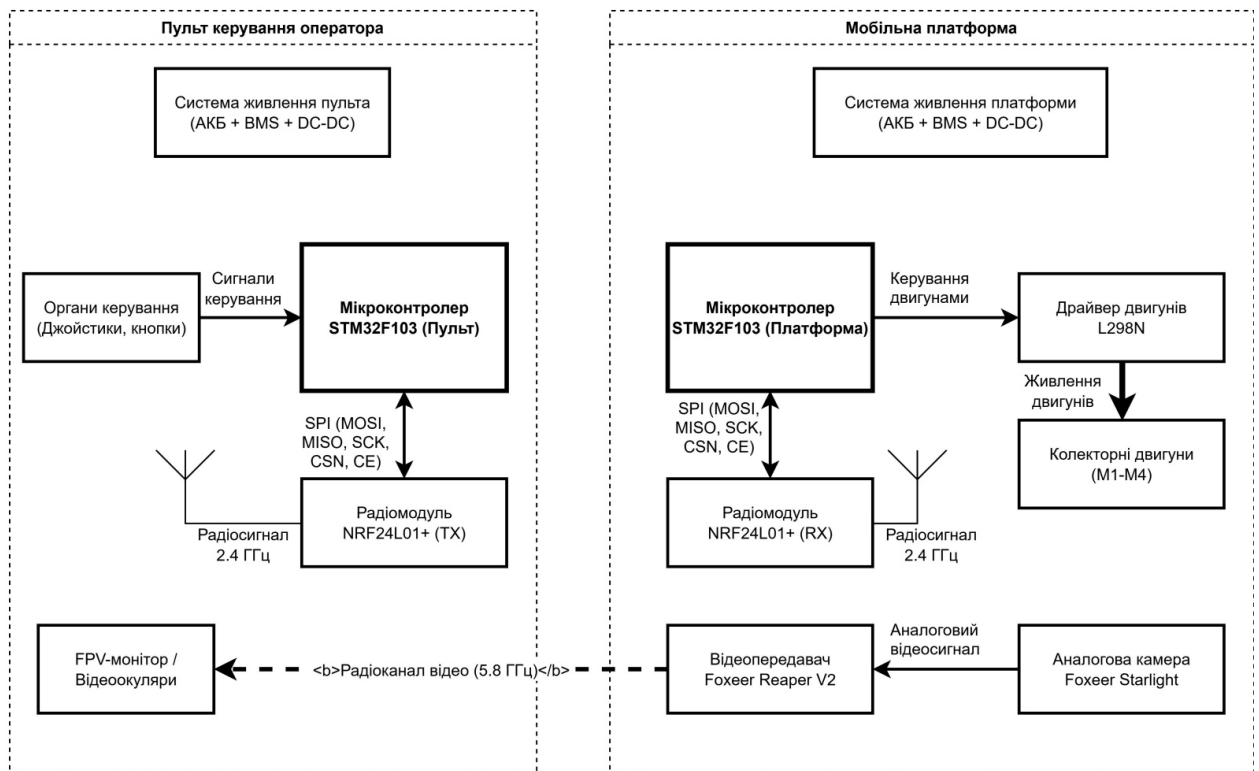 Пульт керування оператора
Система живлення пульта
(АКБ + BMS + DC-DC)
Органи керування
(Джойстики, кнопки)
Сигнали
керування
Мікроконтролер
STM32F103 (Пульт)
SPI (MOSI,
MISO, SCK,
CSN, CE)
Радіосигнал
2.4 ГГц
Радіомодуль
NRF24L01+ (TX)
FPV-монітор /
Відеоокуляри
<b>Радіоканал відео (5.8 ГГц)</b>
Мобільна платформа
Система живлення платформи
(АКБ + BMS + DC-DC)
Мікроконтролер
STM32F103 (Платформа)
Керування
двигунами
Драйвер двигунів
L298N
Живлення
двигунів
Колекторні двигуни
(M1-M4)
SPI (MOSI,
MISO, SCK,
CSN, CE)
Радіомодуль
NRF24L01+ (RX)
Радіосигнал
2.4 ГГц
Відеопередавач
Foxeer Reaper V2
Аналоговий
відеосигнал
Аналогова камера
Foxeer Starlight